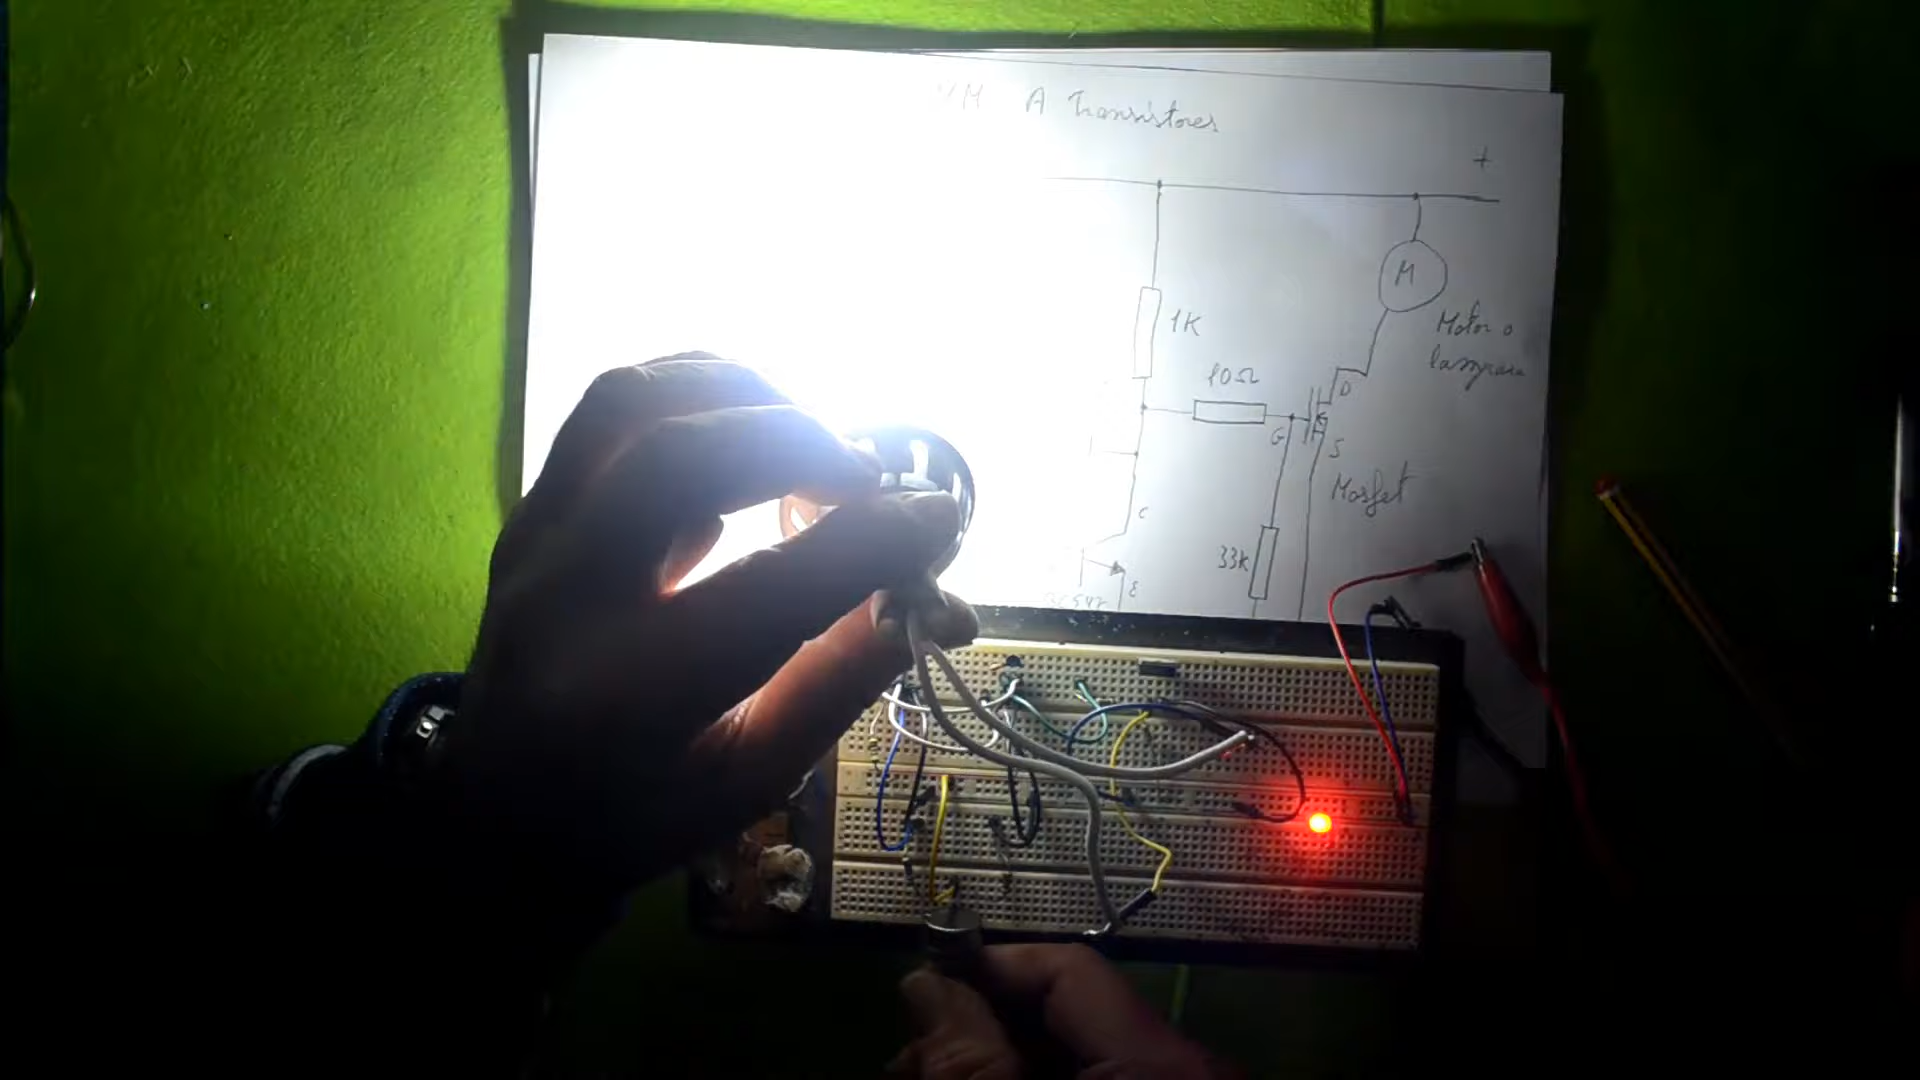 A Transistores
+
M
1K
Motor o
lampara
10Ω
D
G
S
Mosfet
C
33K
E